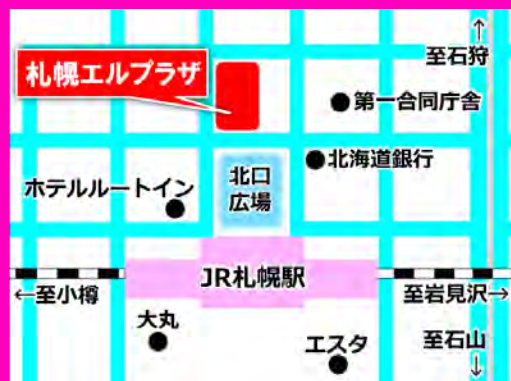 ↑
至石狩
札幌エルプラザ
第一合同庁舎
北海道銀行
北口
広場
ホテルルートイン
JR札幌駅
←至小樽
至岩見沢→
大丸
エスタ
至石山
↓